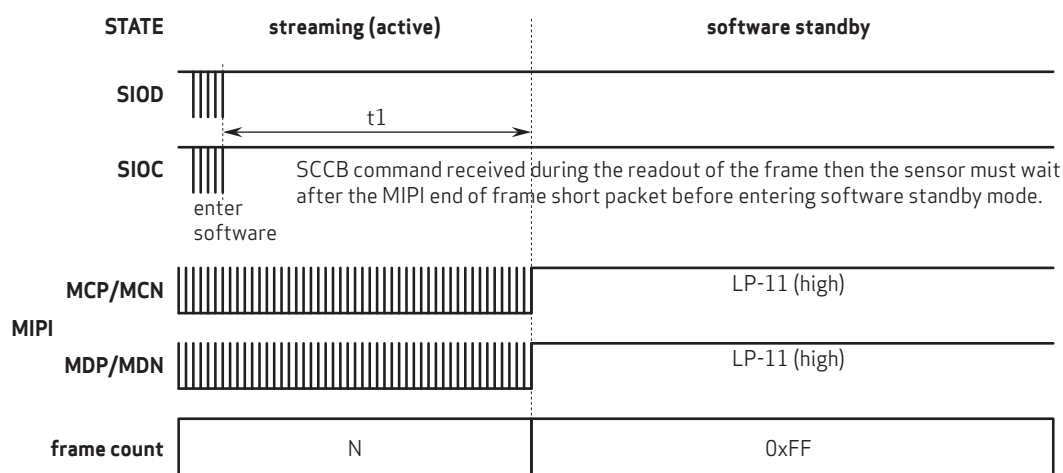 STATE streaming (active) software standby
SIOD
t1
SIOC
SCCB command received during the readout of the frame then the sensor must wait
after the MIPI end of frame short packet before entering software standby mode.
enter
software
MCP/MCN LP-11 (high)
MIPI
MDP/MDN LP-11 (high)
frame count N 0xFF